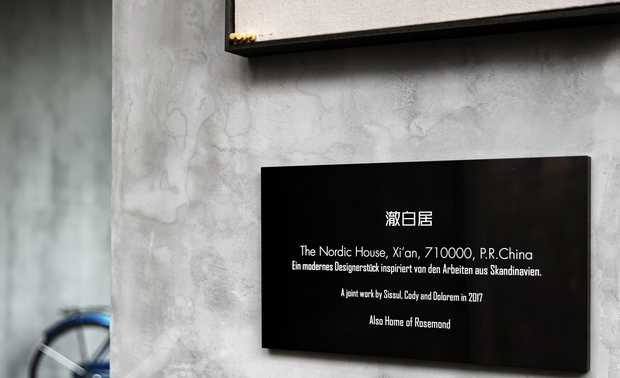 澈白居
The Nordic House, Xi'an, 710000, P.R.China
Ein modernes Designerstück inspiriert von den Arbeiten aus Skandinavien.
A joint work by Sissul, Cody and Dolorem in 2017
Also Home of Rosemond